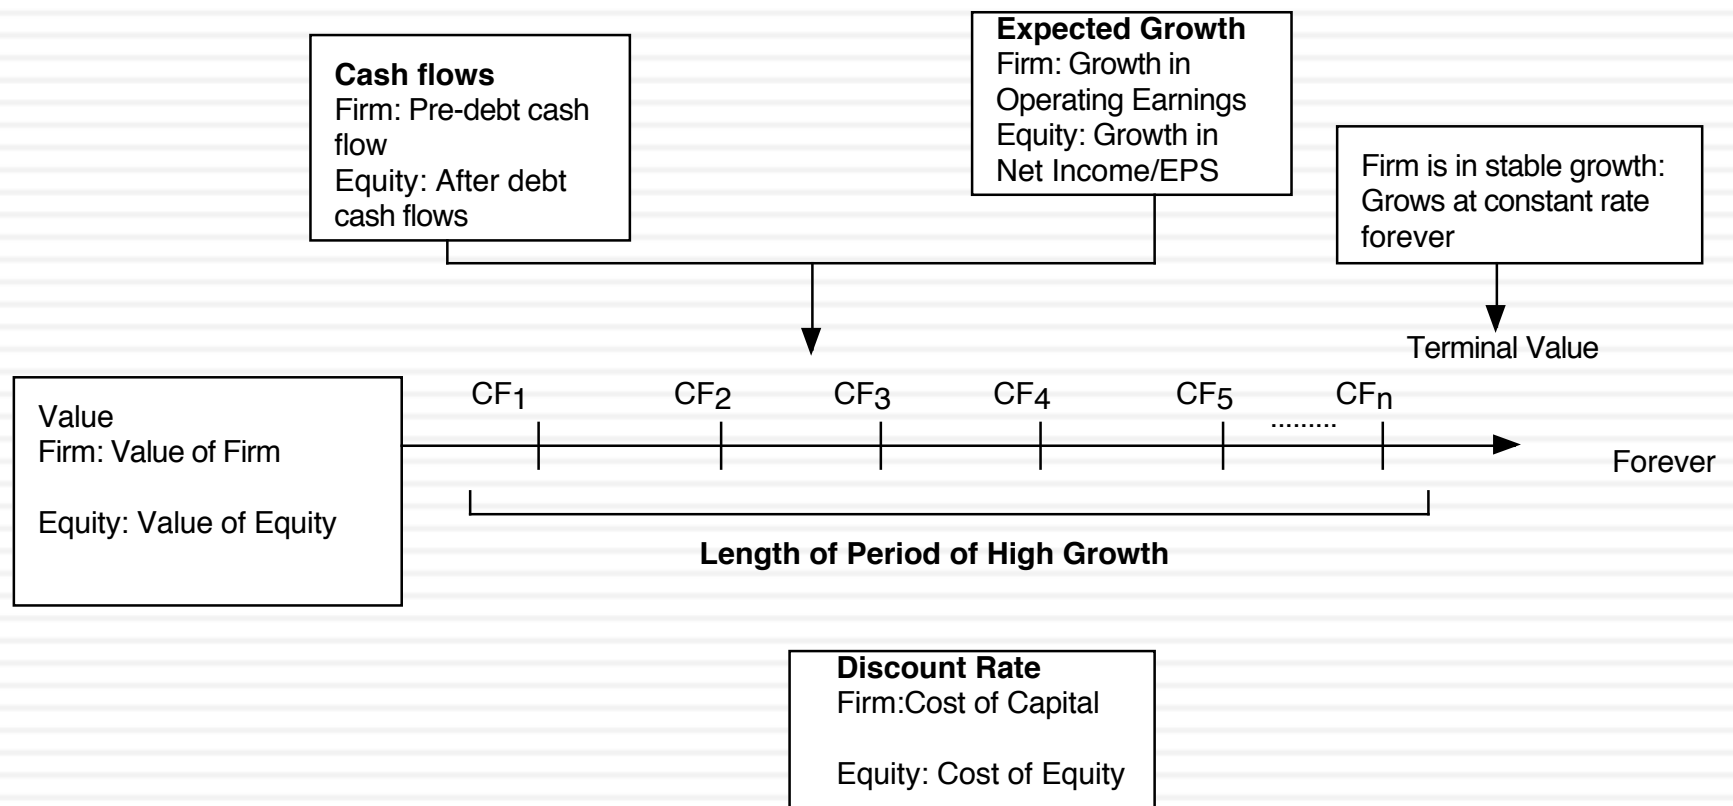 Cash flows
Firm: Pre-debt cash
flow
Equity: After debt
cash flows
Expected Growth
Firm: Growth in
Operating Earnings
Equity: Growth in
Net Income/EPS
Firm is in stable growth:
Grows at constant rate
forever
Terminal Value
CF1 CF2 CF3 CF4 CF5 CFn
.........
Value
Firm: Value of Firm
Equity: Value of Equity
Forever
Length of Period of High Growth
Discount Rate
Firm:Cost of Capital
Equity: Cost of Equity